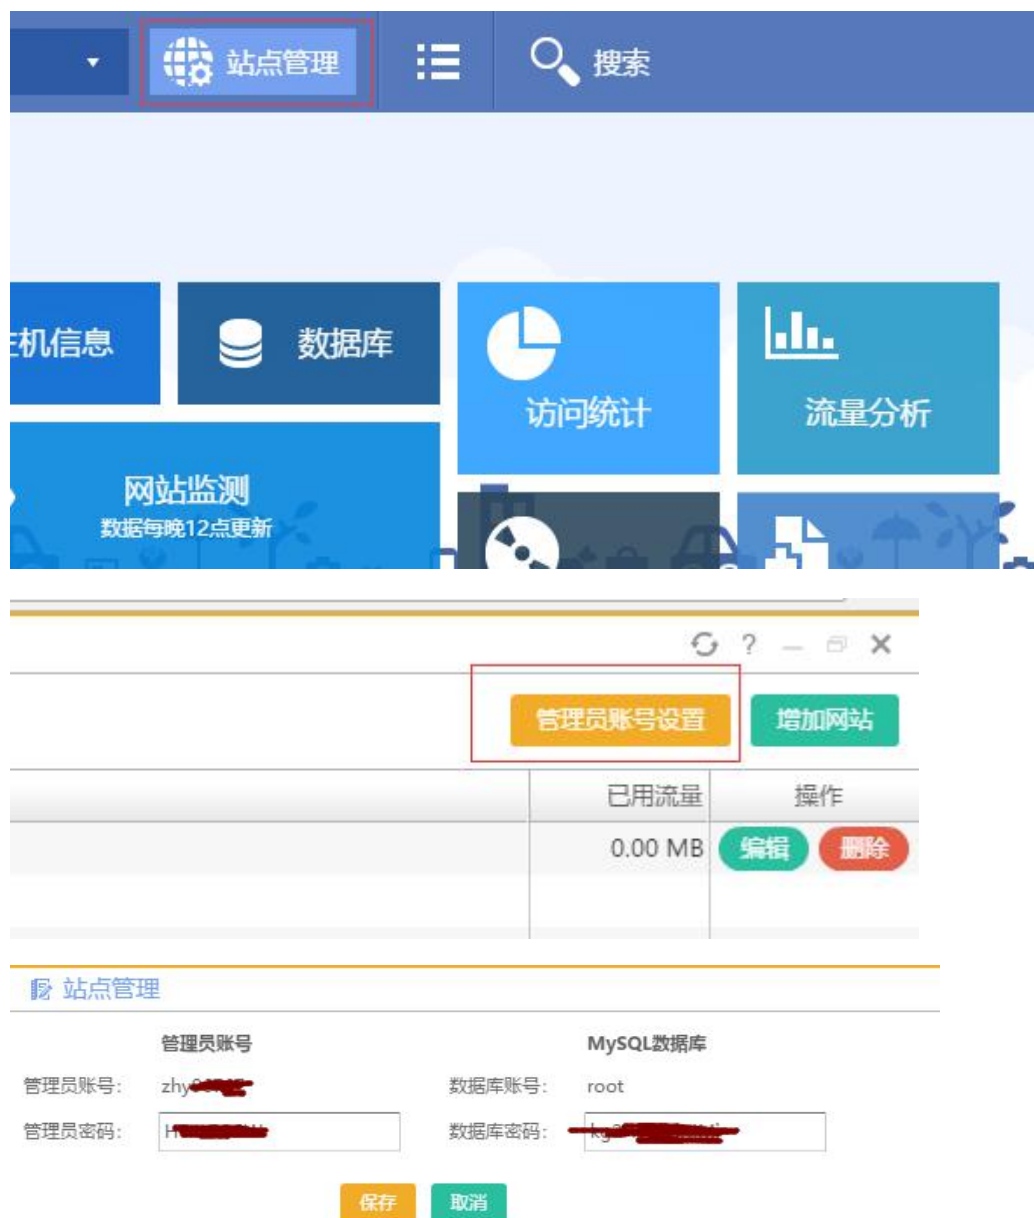 站点管理 搜索
机信息 数据库
访问统计 流量分析
网站监测
数据每晚12点更新
?
管理员账号设置 增加网站
已用流量 操作
0.00 MB 编辑 删除
站点管理
管理员账号 MySQL数据库
管理员账号: 数据库账号: root
管理员密码: 数据库密码:
保存 取消